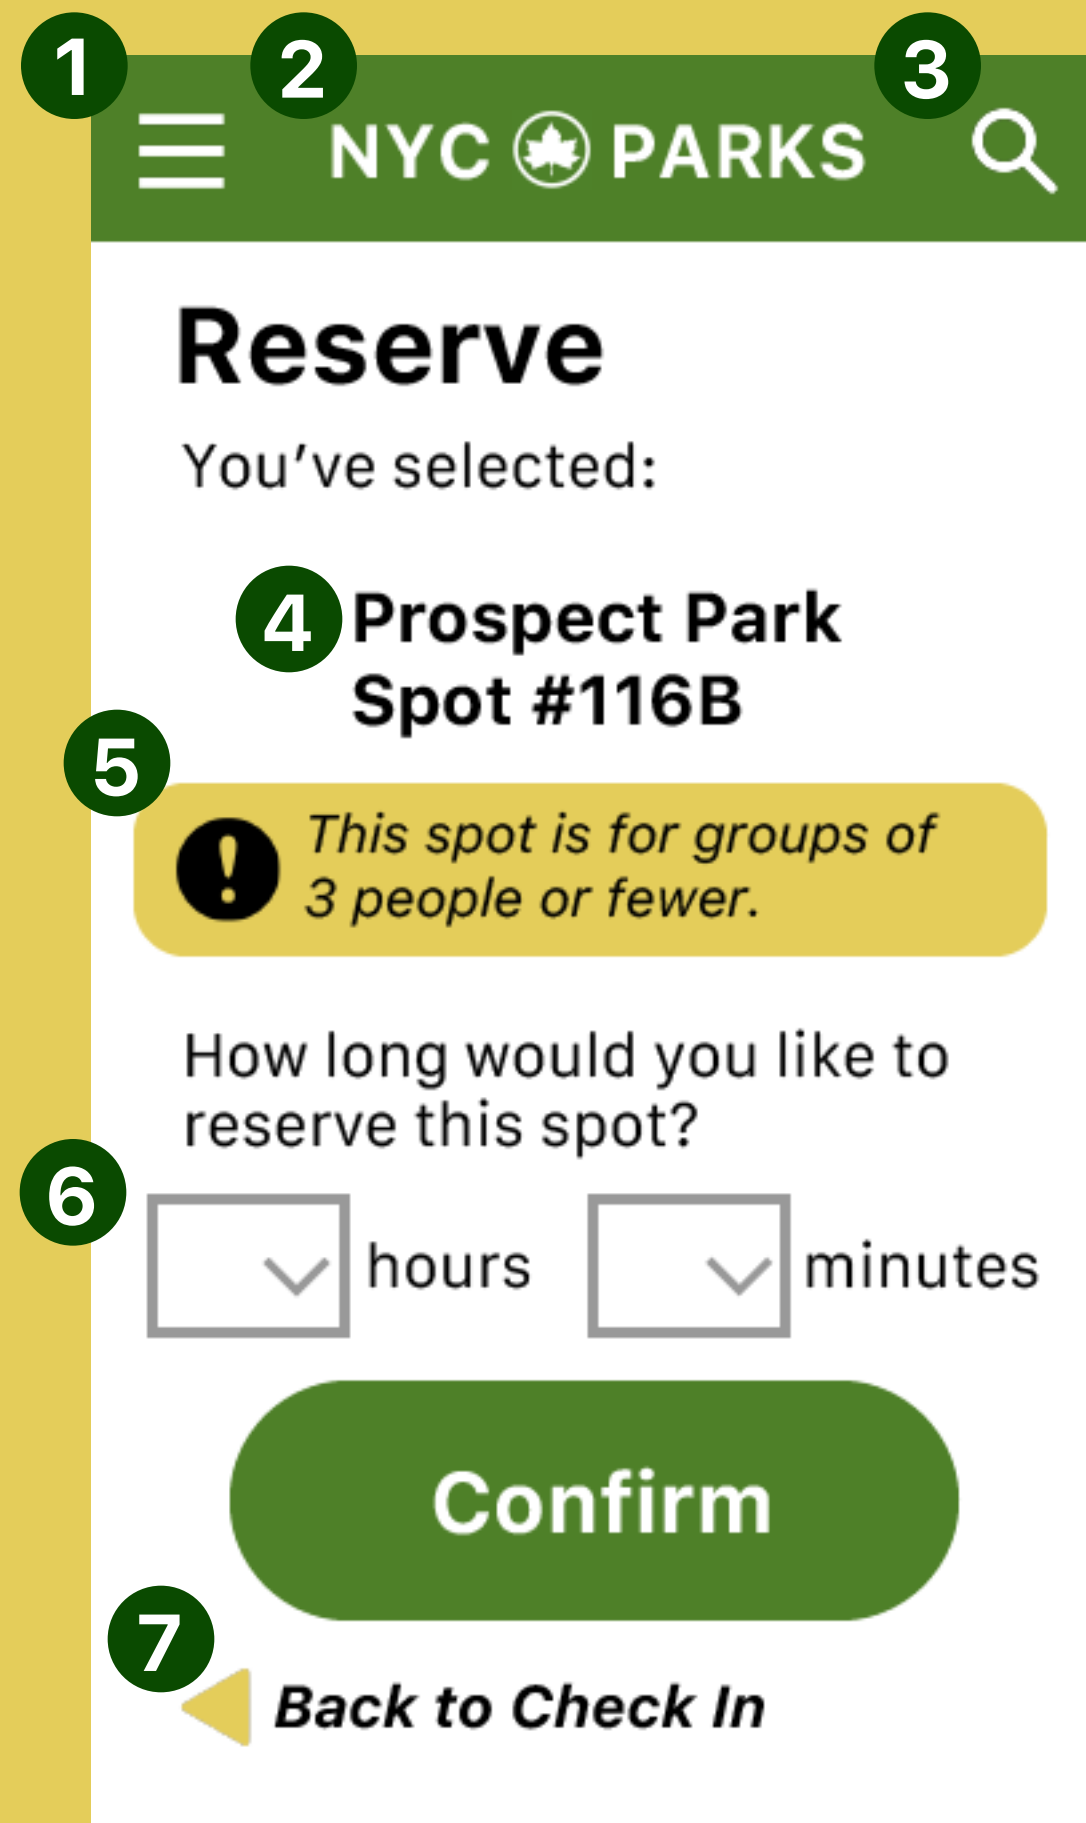 1 2 3
NYC PARKS
Reserve
You’ve selected:
4 Prospect Park
Spot #116B
5
! This spot is for groups of
3 people or fewer.
How long would you like to
reserve this spot?
6
hours minutes
Confirm
7
Back to Check In